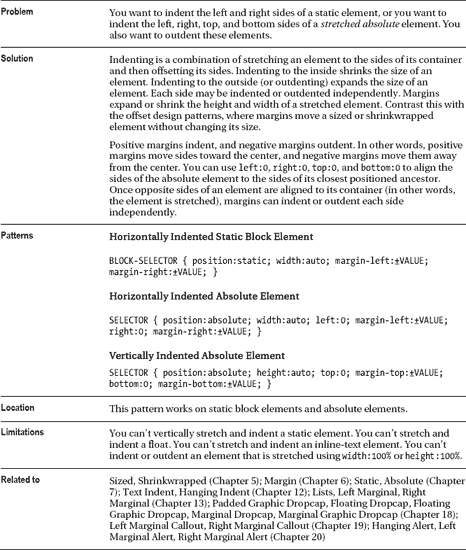 Problem
You want to indent the left and right sides of a static element, or you want to
indent the left, right, top, and bottom sides of a stretched absolute element. You
also want to outdent these elements.
Solution
Indenting is a combination of stretching an element to the sides of its container
and then offsetting its sides. Indenting to the inside shrinks the size of an
element. Indenting to the outside (or outdenting) expands the size of an
element. Each side may be indented or outdented independently. Margins
expand or shrink the height and width of a stretched element. Contrast this with
the offset design patterns, where margins move a sized or shrinkwrapped
element without changing its size.
Positive margins indent, and negative margins outdent. In other words, positive
margins move sides toward the center, and negative margins move them away
from the center. You can use left:0, right:0, top:0, and bottom:0 to align the
sides of the absolute element to the sides of its closest positioned ancestor.
Once opposite sides of an element are aligned to its container (in other words,
the element is stretched), margins can indent or outdent each side
independently.
Patterns
Horizontally Indented Static Block Element
BLOCK-SELECTOR { position:static; width:auto; margin-left:±VALUE;
margin-right:±VALUE; }
Horizontally Indented Absolute Element
SELECTOR { position:absolute; width:auto; left:0; margin-left:±VALUE;
right:0; margin-right:±VALUE; }
Vertically Indented Absolute Element
SELECTOR { position:absolute; height:auto; top:0; margin-top:±VALUE;
bottom:0; margin-bottom:±VALUE; }
Location
This pattern works on static block elements and absolute elements.
Limitations
You can't vertically stretch and indent a static element. You can't stretch and
indent a float. You can't stretch and indent an inline-text element. You can't
indent or outdent an element that is stretched using width:100% or height:100%.
Related to
Sized, Shrinkwrapped (Chapter 5); Margin (Chapter 6); Static, Absolute (Chapter
7); Text Indent, Hanging Indent (Chapter 12); Lists, Left Marginal, Right
Marginal (Chapter 13); Padded Graphic Dropcap, Floating Dropcap, Floating
Graphic Dropcap, Marginal Dropcap, Marginal Graphic Dropcap (Chapter 18);
Left Marginal Callout, Right Marginal Callout (Chapter 19); Hanging Alert, Left
Marginal Alert, Right Marginal Alert (Chapter 20)